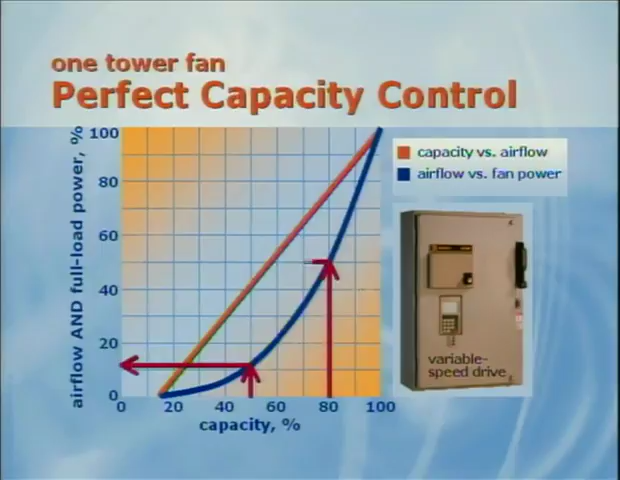 one tower fan
Perfect Capacity Control
airflow AND full-load power, %
100
80
60
40
20
0
0 20 40 60 80 100
capacity, %
capacity vs. airflow
airflow vs. fan power
variable-
speed drive